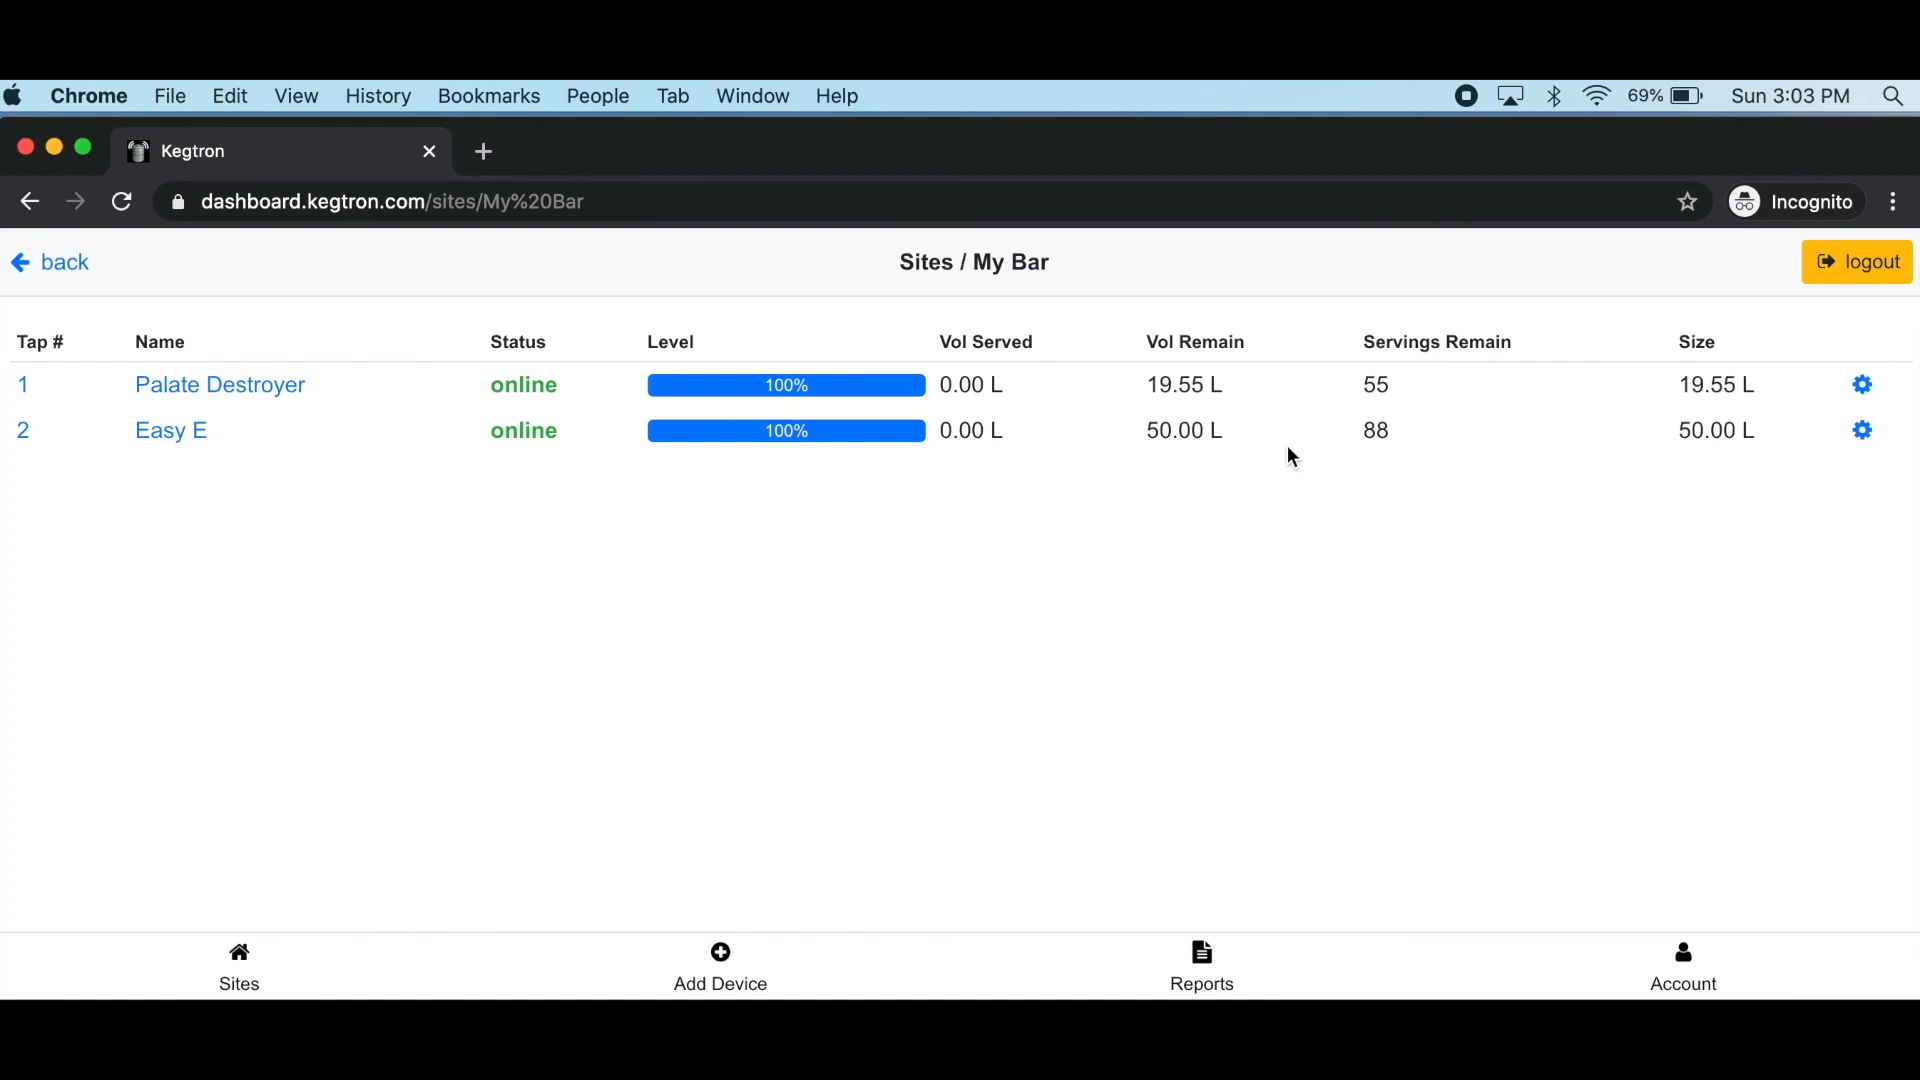 Chrome File Edit View History Bookmarks People Tab Window Help 69% Sun 3:03 PM
Kegtron
dashboard.kegtron.com/sites/My%20Bar Incognito
back Sites / My Bar logout
Tap # Name Status Level Vol Served Vol Remain Servings Remain Size
1 Palate Destroyer online 100% 0.00 L 19.55 L 55 19.55 L
2 Easy E online 100% 0.00 L 50.00 L 88 50.00 L
Sites Add Device Reports Account